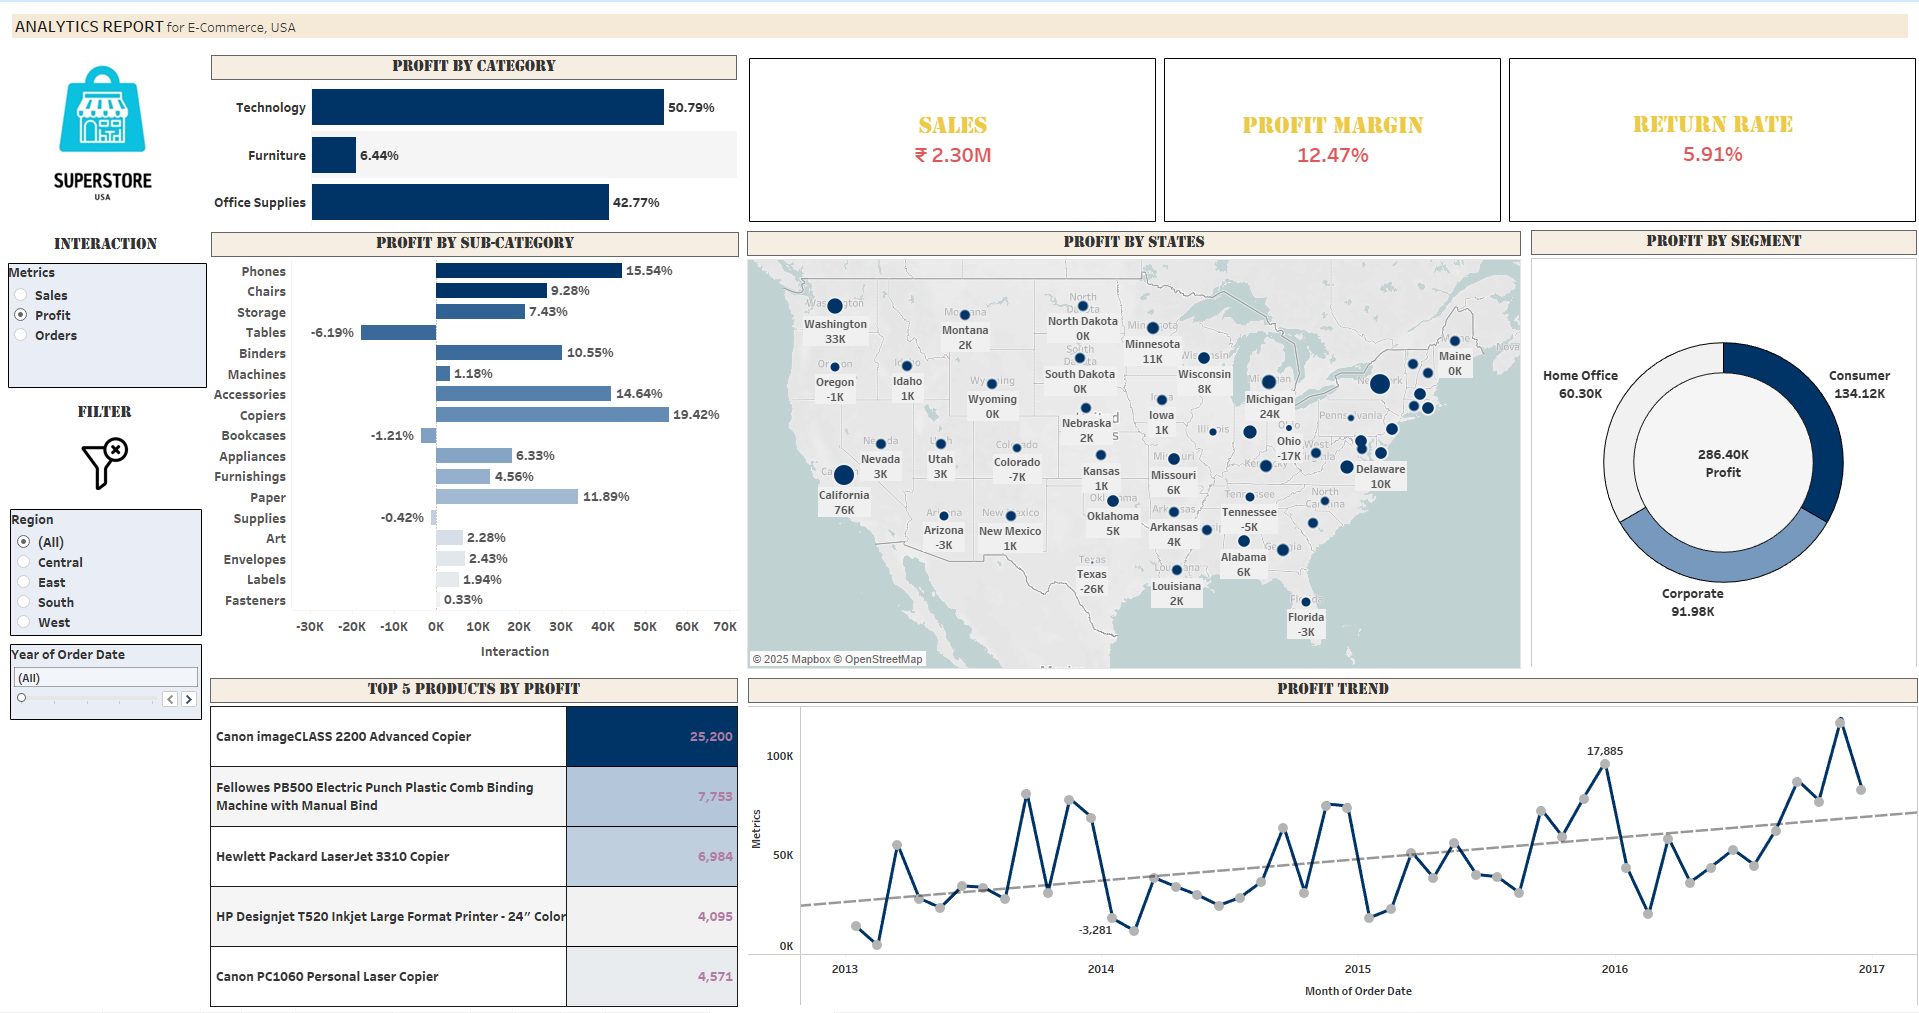 ANALYTICS REPORT for E-Commerce, USA
SUPERSTORE
USA
INTERACTION
Metrics
Sales
Profit
Orders
FILTER
Region
(All)
Central
East
South
West
Year of Order Date
(All)
PROFIT BY CATEGORY
Technology 50.79%
Furniture 6.44%
Office Supplies 42.77%
SALES
₹ 2.30M
PROFIT MARGIN
12.47%
RETURN RATE
5.91%
PROFIT BY SUB-CATEGORY
Phones 15.54%
Chairs 9.28%
Storage 7.43%
Tables -6.19%
Binders 10.55%
Machines 1.18%
Accessories 14.64%
Copiers 19.42%
Bookcases -1.21%
Appliances 6.33%
Furnishings 4.56%
Paper 11.89%
Supplies -0.42%
Art 2.28%
Envelopes 2.43%
Labels 1.94%
Fasteners 0.33%
-30K -20K -10K 0K 10K 20K 30K 40K 50K 60K 70K
Interaction
PROFIT BY STATES
Washington
33K
Montana
2K
North Dakota
0K
Minnesota
11K
Wisconsin
8K
Maine
0K
Oregon
-1K
Idaho
1K
Wyoming
0K
South Dakota
0K
Michigan
24K
Iowa
1K
Nebraska
2K
Ohio
-17K
Nevada
3K
Utah
3K
Colorado
-7K
Kansas
1K
Missouri
6K
Delaware
10K
California
76K
Arizona
-3K
New Mexico
1K
Oklahoma
5K
Arkansas
4K
Tennessee
-5K
North
Alabama
6K
Texas
Texas
-26K
Louisiana
2K
Florida
-3K
© 2025 Mapbox © OpenStreetMap
PROFIT BY SEGMENT
Home Office
60.30K
Consumer
134.12K
286.40K
Profit
Corporate
91.98K
TOP 5 PRODUCTS BY PROFIT
Canon imageCLASS 2200 Advanced Copier 25,200
Fellowes PB500 Electric Punch Plastic Comb Binding
Machine with Manual Bind 7,753
Hewlett Packard LaserJet 3310 Copier 6,984
HP Designjet T520 Inkjet Large Format Printer - 24" Color 4,095
Canon PC1060 Personal Laser Copier 4,571
PROFIT TREND
Metrics
100K
50K
0K
17,885
-3,281
2013 2014 2015 2016 2017
Month of Order Date